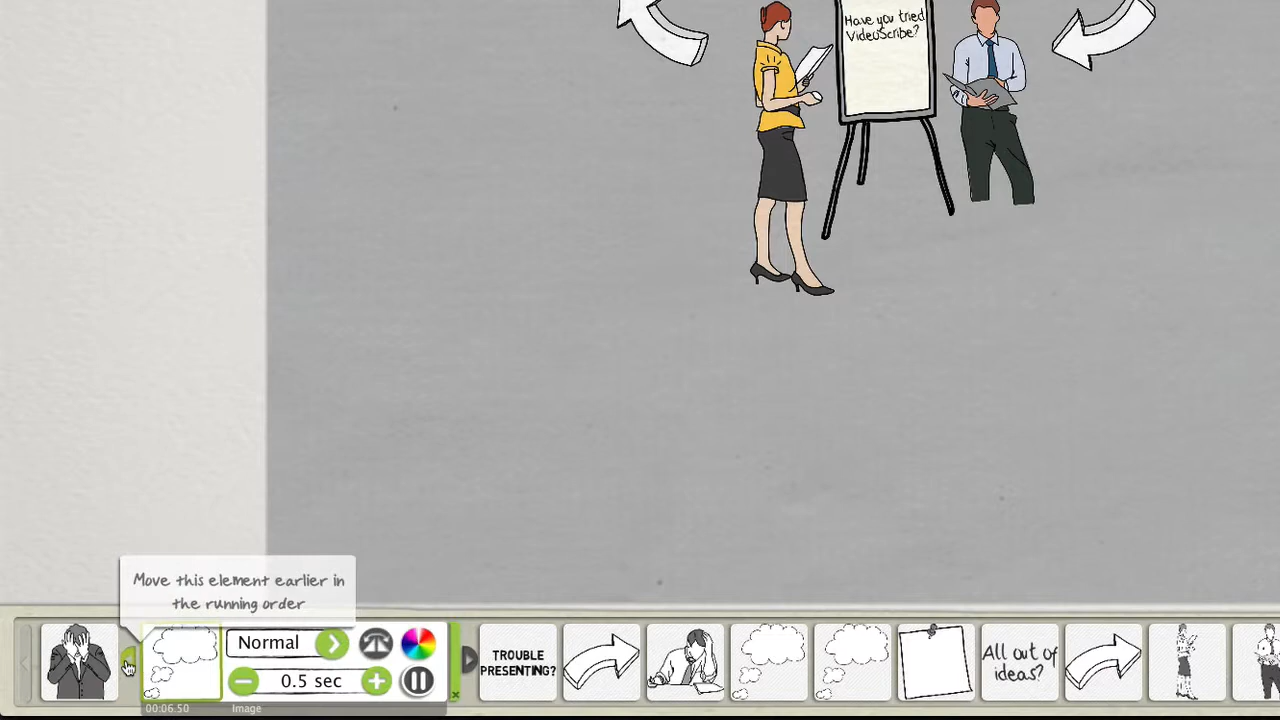 Have you tried
VideoScribe?
Move this element earlier in
the running order
Normal
0.5 sec
00:06.50 Image
TROUBLE
PRESENTING?
All out of
ideas?